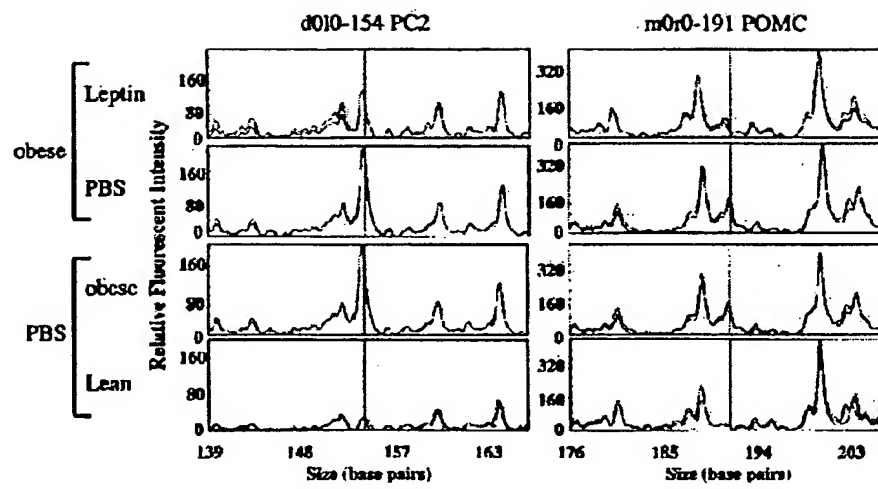 d0l0-154 PC2
m0r0-191 POMC
obese
Leptin
PBS
PBS
obese
Lean
Relative Fluorescent Intensity
160
80
0
160
80
0
160
80
0
160
80
0
320
160
0
320
160
0
320
160
0
320
160
0
139 148 157 163
176 185 194 203
Size (base pairs)
Size (base pairs)